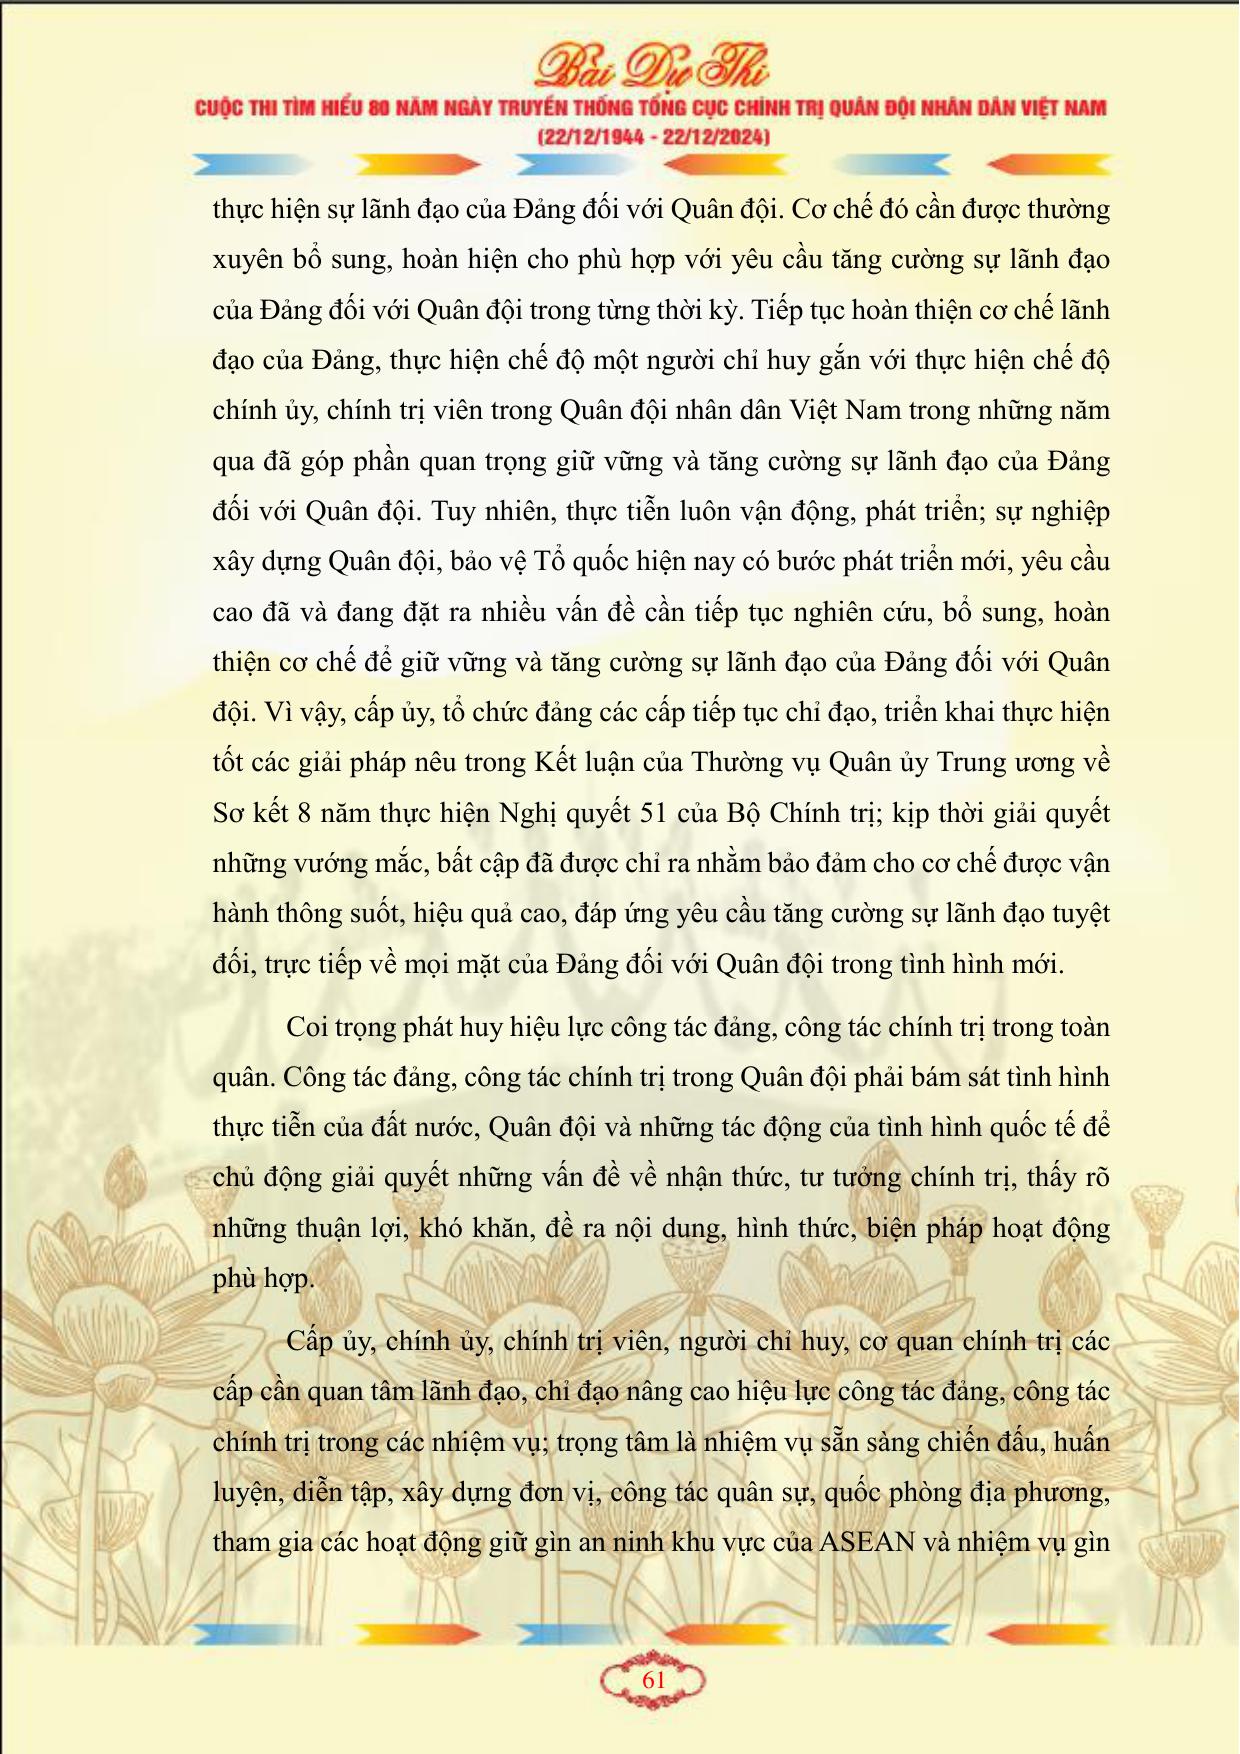 Bài Dự Thi
CUỘC THI TÌM HIỂU 80 NĂM NGÀY TRUYỀN THỐNG TỔNG CỤC CHÍNH TRỊ QUÂN ĐỘI NHÂN DÂN VIỆT NAM
(22/12/1944 - 22/12/2024)
thực hiện sự lãnh đạo của Đảng đối với Quân đội. Cơ chế đó cần được thường
xuyên bổ sung, hoàn hiện cho phù hợp với yêu cầu tăng cường sự lãnh đạo
của Đảng đối với Quân đội trong từng thời kỳ. Tiếp tục hoàn thiện cơ chế lãnh
đạo của Đảng, thực hiện chế độ một người chỉ huy gắn với thực hiện chế độ
chính ủy, chính trị viên trong Quân đội nhân dân Việt Nam trong những năm
qua đã góp phần quan trọng giữ vững và tăng cường sự lãnh đạo của Đảng
đối với Quân đội. Tuy nhiên, thực tiễn luôn vận động, phát triển; sự nghiệp
xây dựng Quân đội, bảo vệ Tổ quốc hiện nay có bước phát triển mới, yêu cầu
cao đã và đang đặt ra nhiều vấn đề cần tiếp tục nghiên cứu, bổ sung, hoàn
thiện cơ chế để giữ vững và tăng cường sự lãnh đạo của Đảng đối với Quân
đội. Vì vậy, cấp ủy, tổ chức đảng các cấp tiếp tục chỉ đạo, triển khai thực hiện
tốt các giải pháp nêu trong Kết luận của Thường vụ Quân ủy Trung ương về
Sơ kết 8 năm thực hiện Nghị quyết 51 của Bộ Chính trị; kịp thời giải quyết
những vướng mắc, bất cập đã được chỉ ra nhằm bảo đảm cho cơ chế được vận
hành thông suốt, hiệu quả cao, đáp ứng yêu cầu tăng cường sự lãnh đạo tuyệt
đối, trực tiếp về mọi mặt của Đảng đối với Quân đội trong tình hình mới.
Coi trọng phát huy hiệu lực công tác đảng, công tác chính trị trong toàn
quân. Công tác đảng, công tác chính trị trong Quân đội phải bám sát tình hình
thực tiễn của đất nước, Quân đội và những tác động của tình hình quốc tế để
chủ động giải quyết những vấn đề về nhận thức, tư tưởng chính trị, thấy rõ
những thuận lợi, khó khăn, đề ra nội dung, hình thức, biện pháp hoạt động
phù hợp.
Cấp ủy, chính ủy, chính trị viên, người chỉ huy, cơ quan chính trị các
cấp cần quan tâm lãnh đạo, chỉ đạo nâng cao hiệu lực công tác đảng, công tác
chính trị trong các nhiệm vụ; trọng tâm là nhiệm vụ sẵn sàng chiến đấu, huấn
luyện, diễn tập, xây dựng đơn vị, công tác quân sự, quốc phòng địa phương,
tham gia các hoạt động giữ gìn an ninh khu vực của ASEAN và nhiệm vụ gìn
61